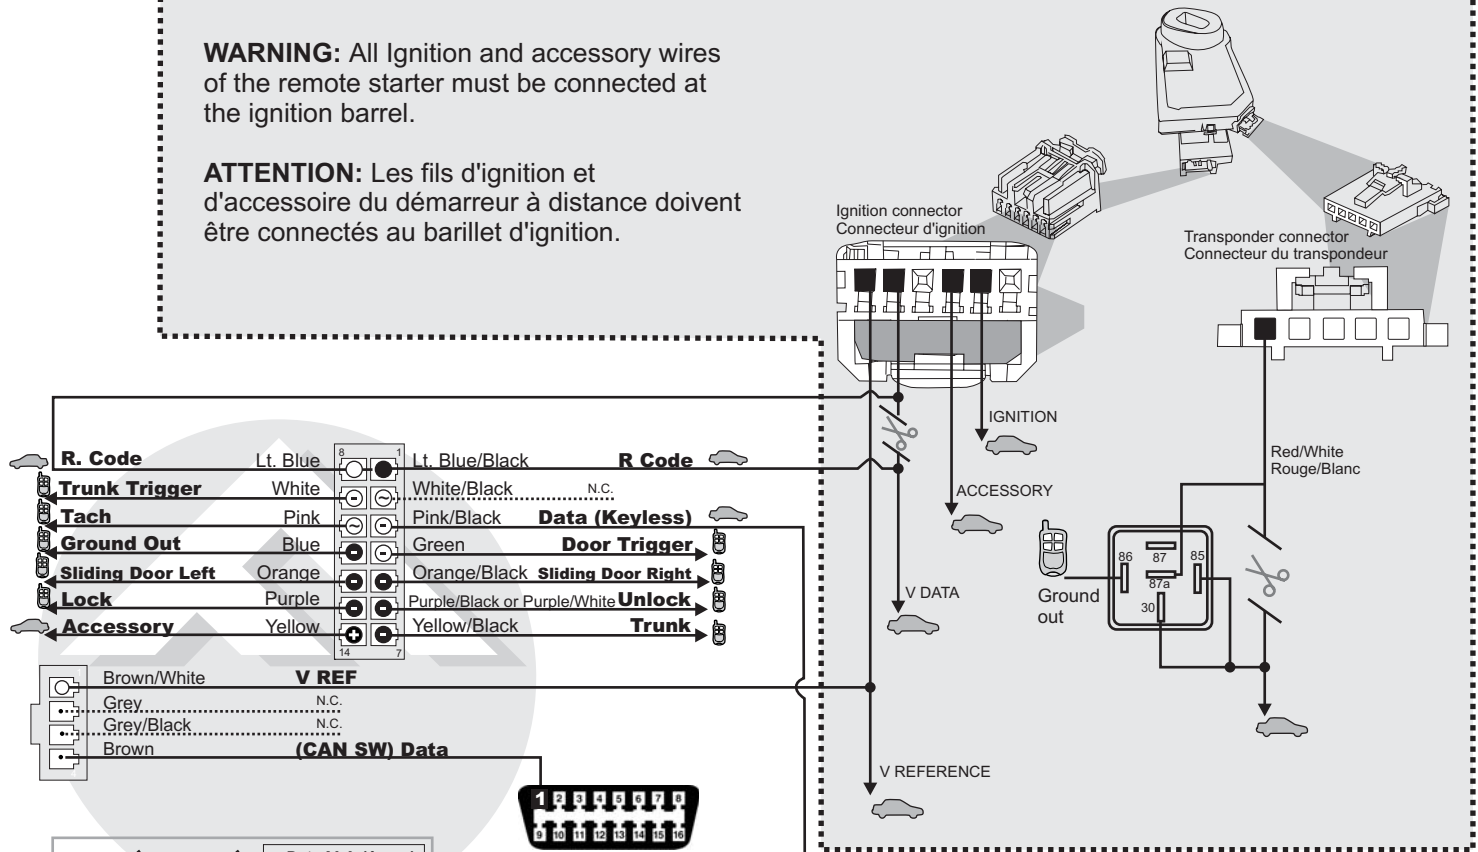 WARNING: All Ignition and accessory wires
of the remote starter must be connected at
the ignition barrel.
ATTENTION: Les fils d'ignition et
d'accessoire du démarreur à distance doivent
être connectés au barillet d'ignition.
Ignition connector
Connecteur d'ignition
Transponder connector
Connecteur du transpondeur
IGNITION
ACCESSORY
V DATA
V REFERENCE
Red/White
Rouge/Blanc
86 87 85
87a
30
Ground
out
8 1
R. Code Lt. Blue Lt. Blue/Black R Code
Trunk Trigger White White/Black N.C.
Tach Pink Pink/Black Data (Keyless)
Ground Out Blue Green Door Trigger
Sliding Door Left Orange Orange/Black Sliding Door Right
Lock Purple Purple/Black or Purple/White Unlock
Accessory Yellow Yellow/Black Trunk
14 7
Brown/White V REF
Grey N.C.
Grey/Black N.C.
Brown (CAN SW) Data
1 2 3 4 5 6 7 8
9 10 11 12 13 14 15 16